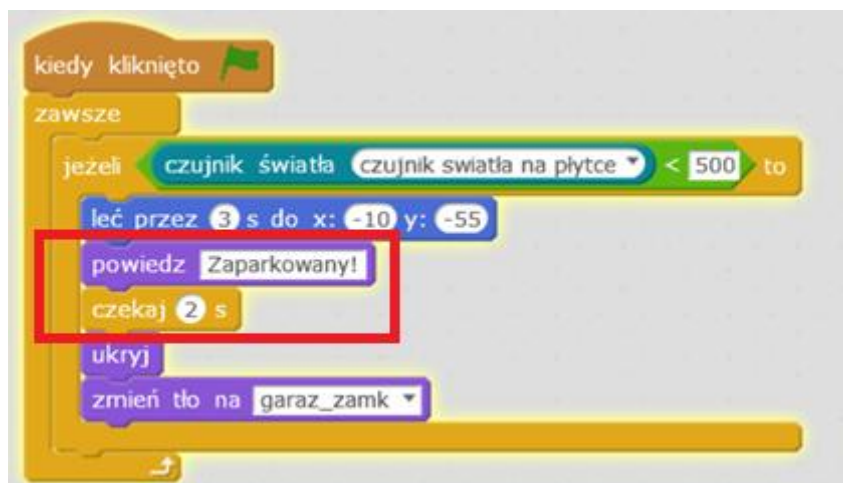 kiedy kliknięto
zawsze
jeżeli czujnik światła czujnik swiatła na płytce < 500 to
leć przez 3 s do x: -10 y: -55
powiedz Zaparkowany!
czekaj 2 s
ukryj
zmień tło na garaz_zamk